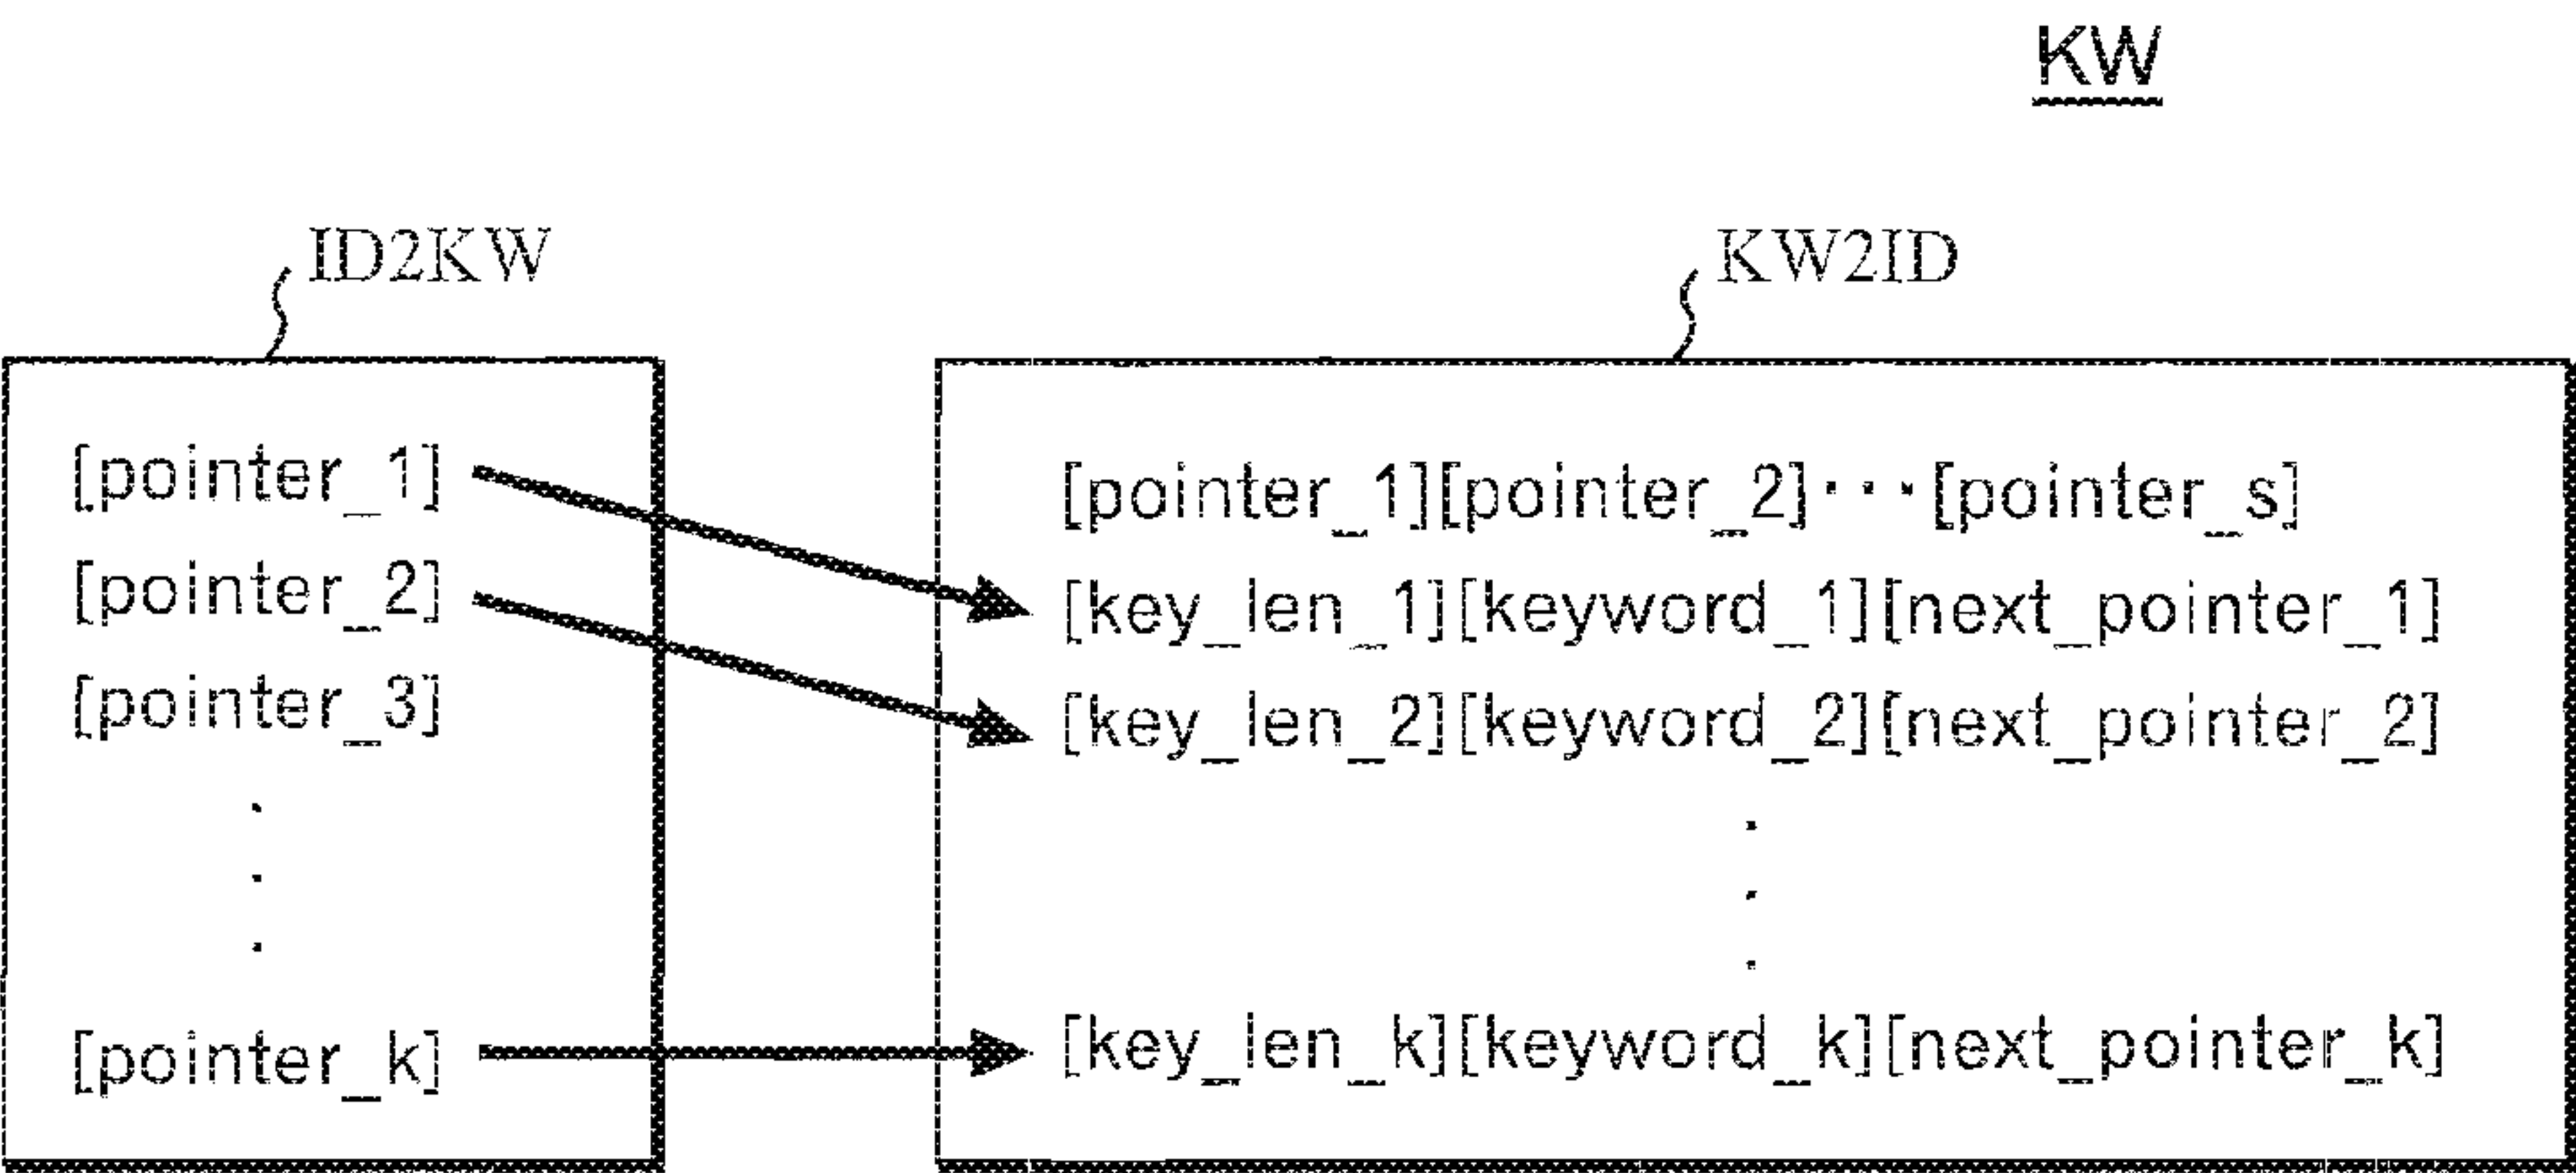 KW
ID2KW
[pointer_1]
[pointer_2]
[pointer_3]
[pointer_k]
KW2ID
[pointer_1][pointer_2]···[pointer_s]
[key_len_1][keyword_1][next_pointer_1]
[key_len_2][keyword_2][next_pointer_2]
[key_len_k][keyword_k][next_pointer_k]